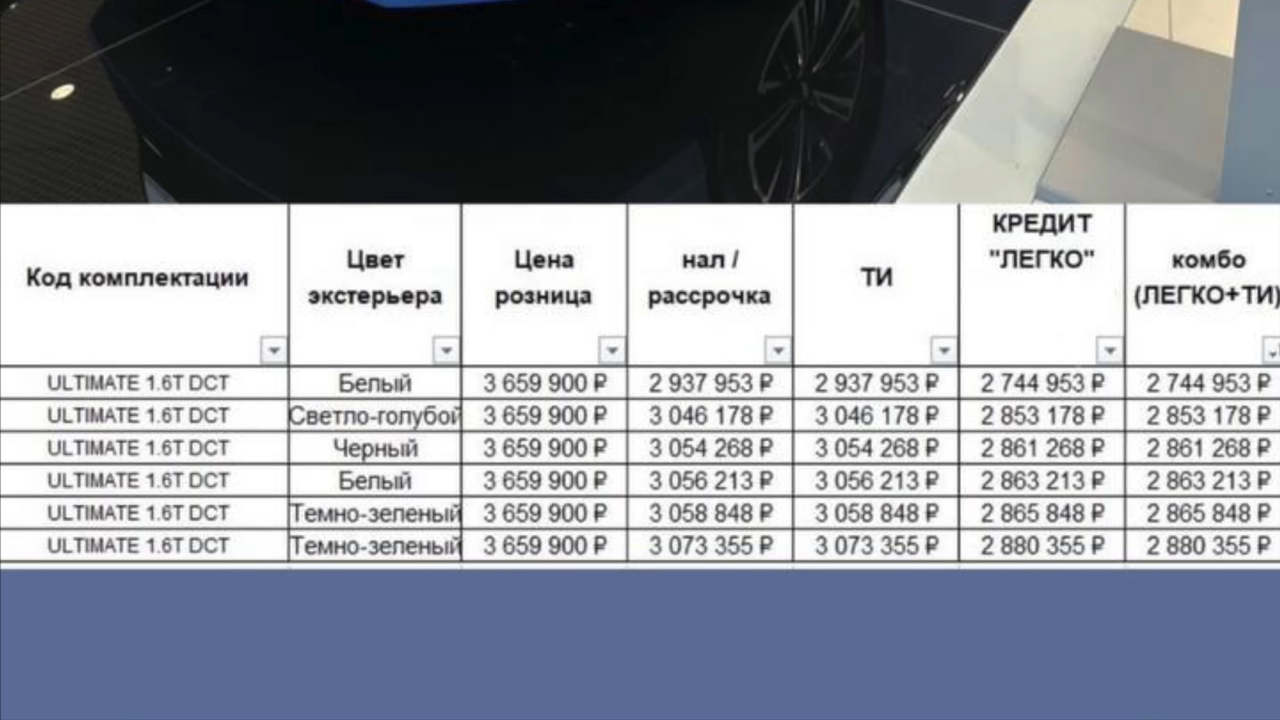 Код комплектации Цвет экстерьера Цена розница нал / рассрочка ТИ КРЕДИТ "ЛЕГКО" комбо (ЛЕГКО+ТИ)
ULTIMATE 1.6T DCT Белый 3 659 900 ₽ 2 937 953 ₽ 2 937 953 ₽ 2 744 953 ₽ 2 744 953 ₽
ULTIMATE 1.6T DCT Светло-голубой 3 659 900 ₽ 3 046 178 ₽ 3 046 178 ₽ 2 853 178 ₽ 2 853 178 ₽
ULTIMATE 1.6T DCT Черный 3 659 900 ₽ 3 054 268 ₽ 3 054 268 ₽ 2 861 268 ₽ 2 861 268 ₽
ULTIMATE 1.6T DCT Белый 3 659 900 ₽ 3 056 213 ₽ 3 056 213 ₽ 2 863 213 ₽ 2 863 213 ₽
ULTIMATE 1.6T DCT Темно-зеленый 3 659 900 ₽ 3 058 848 ₽ 3 058 848 ₽ 2 865 848 ₽ 2 865 848 ₽
ULTIMATE 1.6T DCT Темно-зеленый 3 659 900 ₽ 3 073 355 ₽ 3 073 355 ₽ 2 880 355 ₽ 2 880 355 ₽